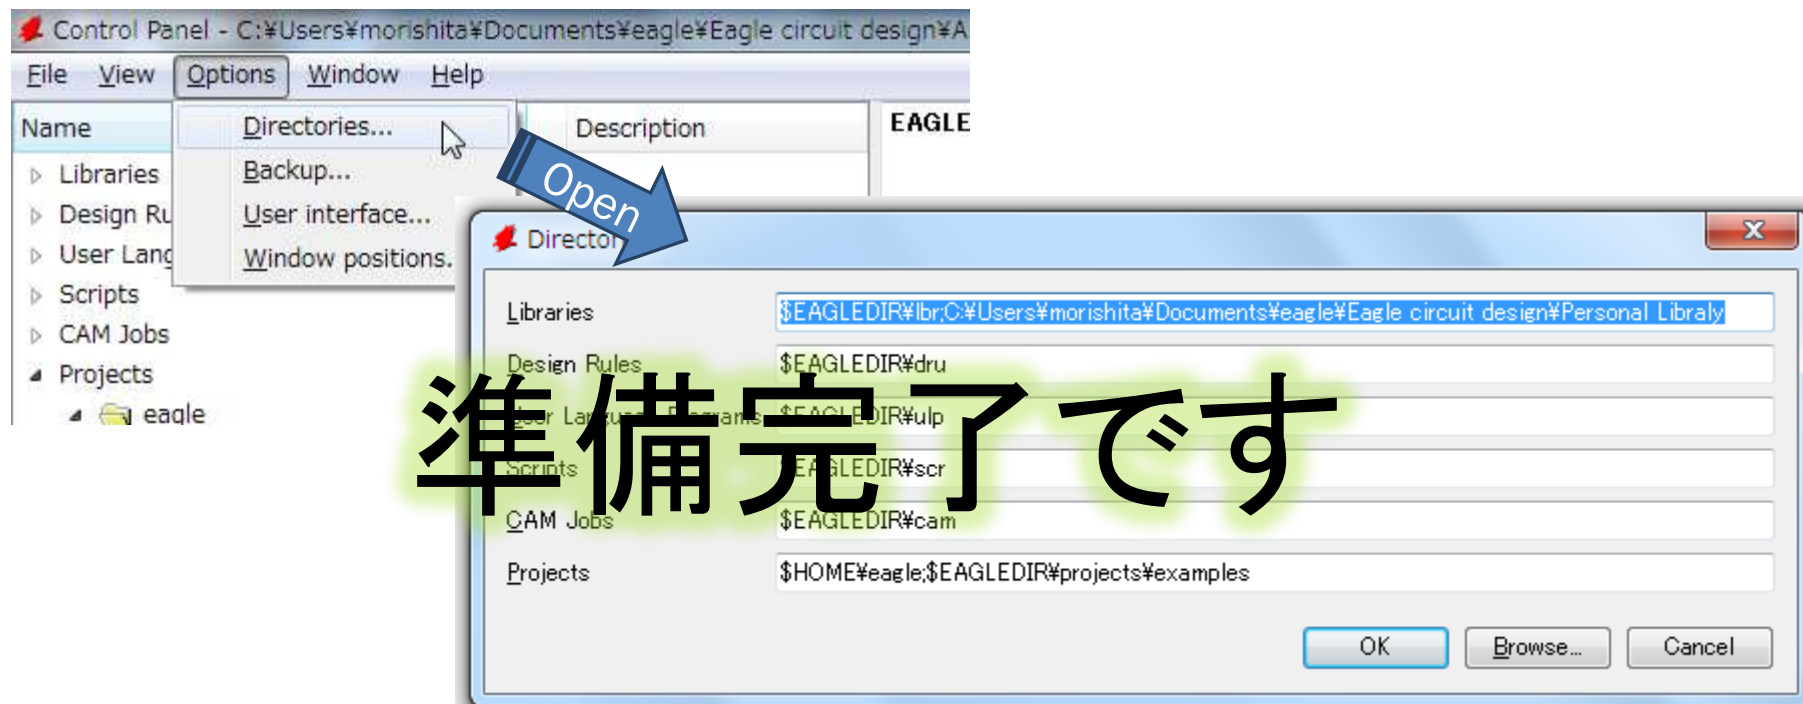 Control Panel - C:¥Users¥morishita¥Documents¥eagle¥Eagle circuit design¥A
File View Options Window Help
Name Description EAGLE
Directories...
Backup...
User interface...
Window positions.
Libraries
Design Ru
User Lang
Scripts
CAM Jobs
Projects
eagle
Open
Director
Libraries $EAGLEDIR¥lbr;C:¥Users¥morishita¥Documents¥eagle¥Eagle circuit design¥Personal Libraly
Design Rules $EAGLEDIR¥dru
User Language Programs $EAGLEDIR¥ulp
Scripts $EAGLEDIR¥scr
CAM Jobs $EAGLEDIR¥cam
Projects $HOME¥eagle;$EAGLEDIR¥projects¥examples
準備完了です
OK Browse... Cancel